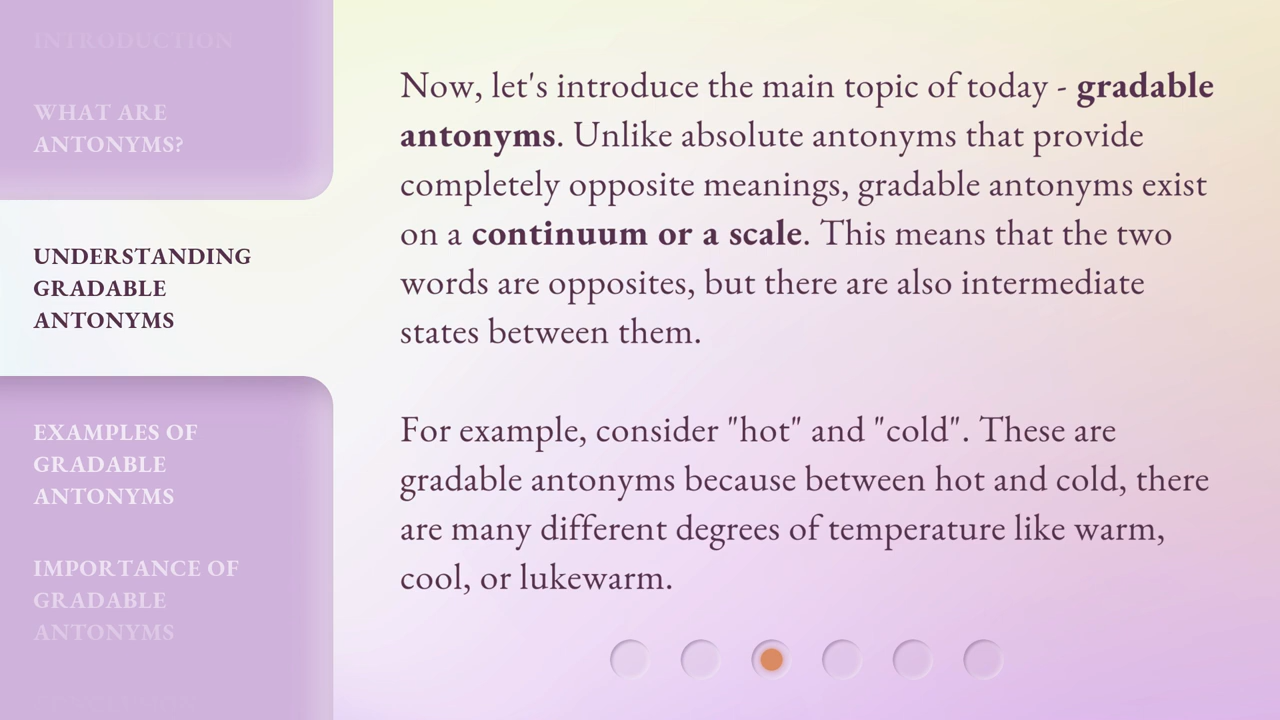 INTRODUCTION
WHAT ARE
ANTONYMS?
UNDERSTANDING
GRADABLE
ANTONYMS
EXAMPLES OF
GRADABLE
ANTONYMS
IMPORTANCE OF
GRADABLE
ANTONYMS
CONCLUSION
Now, let's introduce the main topic of today - gradable
antonyms. Unlike absolute antonyms that provide
completely opposite meanings, gradable antonyms exist
on a continuum or a scale. This means that the two
words are opposites, but there are also intermediate
states between them.
For example, consider "hot" and "cold". These are
gradable antonyms because between hot and cold, there
are many different degrees of temperature like warm,
cool, or lukewarm.